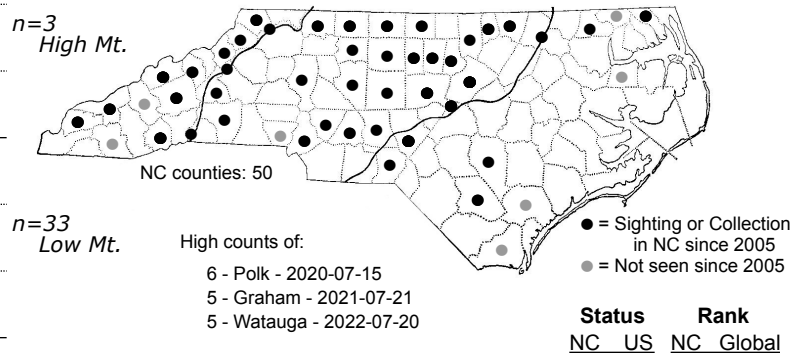 n=3
High Mt.
NC counties: 50
n=33
Low Mt.
High counts of:
6 - Polk - 2020-07-15
5 - Graham - 2021-07-21
5 - Watauga - 2022-07-20
= Sighting or Collection
in NC since 2005
= Not seen since 2005
Status Rank
NC US NC Global